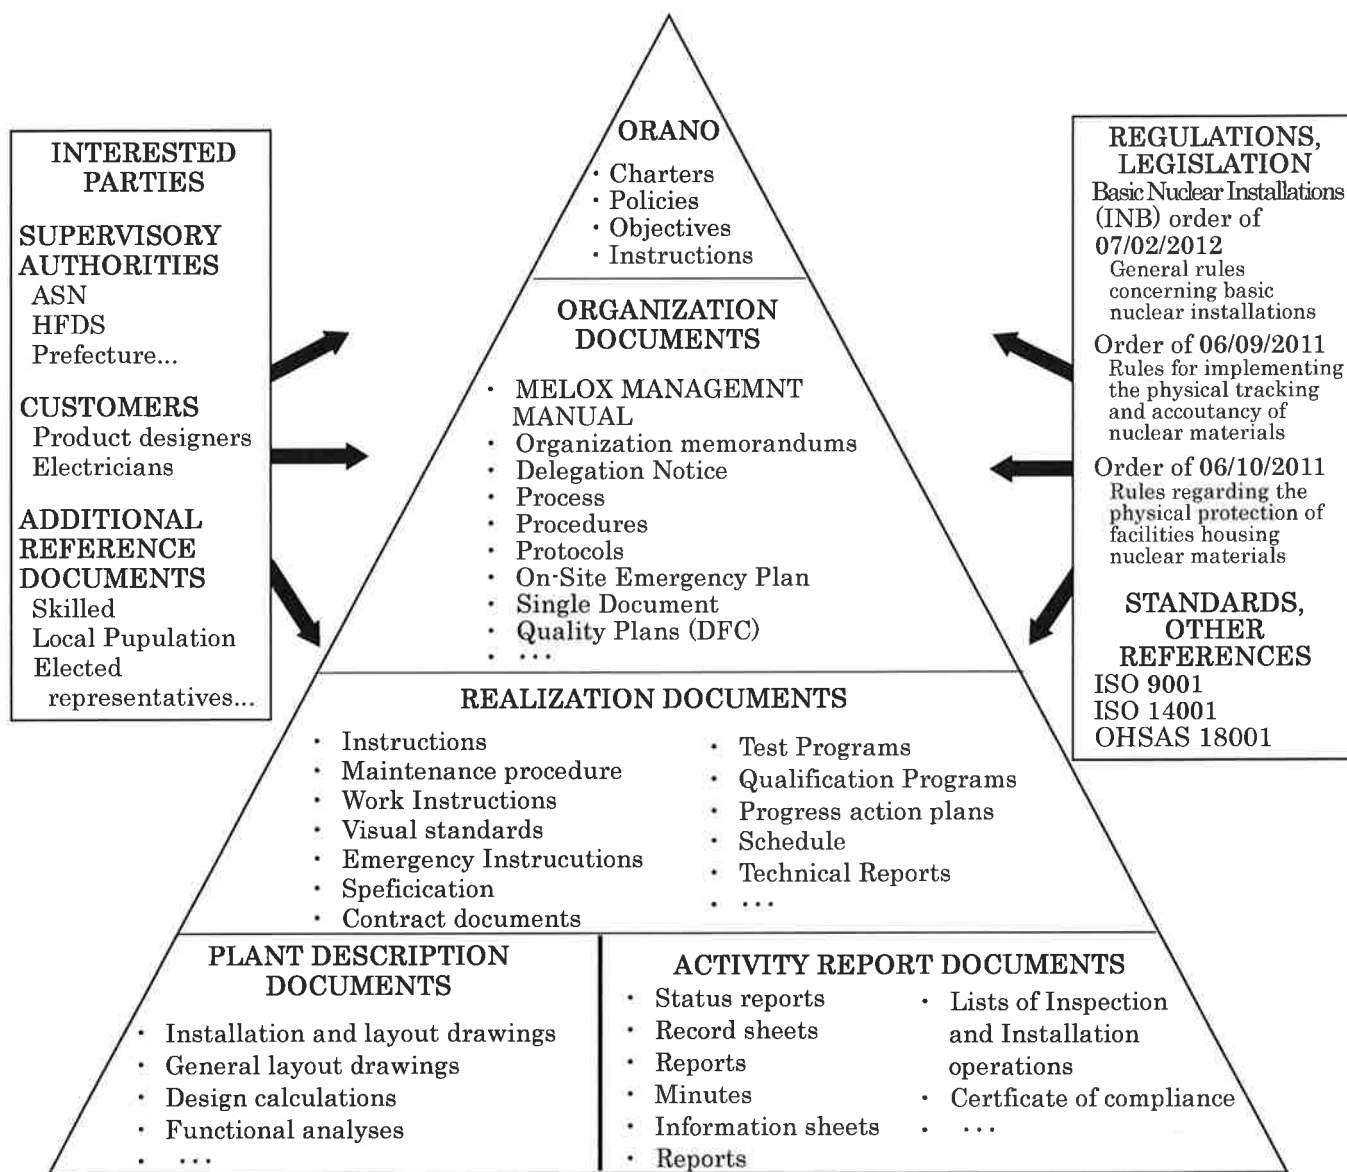 ORANO
・ Charters
・ Policies
・ Objectives
・ Instructions
INTERESTED
PARTIES
SUPERVISORY
AUTHORITIES
ASN
HFDS
Prefecture...
CUSTOMERS
Product designers
Electricians
ADDITIONAL
REFERENCE
DOCUMENTS
Skilled
Local Pupulation
Elected
representatives...
REGULATIONS,
LEGISLATION
Basic Nuclear Installations
(INB) order of
07/02/2012
General rules
concerning basic
nuclear installations
Order of 06/09/2011
Rules for implementing
the physical tracking
and accoutancy of
nuclear materials
Order of 06/10/2011
Rules regarding the
physical protection of
facilities housing
nuclear materials
STANDARDS,
OTHER
REFERENCES
ISO 9001
ISO 14001
OHSAS 18001
ORGANIZATION
DOCUMENTS
・ MELOX MANAGEMNT
MANUAL
・ Organization memorandums
・ Delegation Notice
・ Process
・ Procedures
・ Protocols
・ On-Site Emergency Plan
・ Single Document
・ Quality Plans (DFC)
・ ...
REALIZATION DOCUMENTS
・ Instructions
・ Maintenance procedure
・ Work Instructions
・ Visual standards
・ Emergency Instrucutions
・ Speficication
・ Contract documents
・ Test Programs
・ Qualification Programs
・ Progress action plans
・ Schedule
・ Technical Reports
・ ...
PLANT DESCRIPTION
DOCUMENTS
・ Installation and layout drawings
・ General layout drawings
・ Design calculations
・ Functional analyses
・ ...
ACTIVITY REPORT DOCUMENTS
・ Status reports
・ Record sheets
・ Reports
・ Minutes
・ Information sheets
・ Reports
・ Lists of Inspection
and Installation
operations
・ Certficate of compliance
・ ...